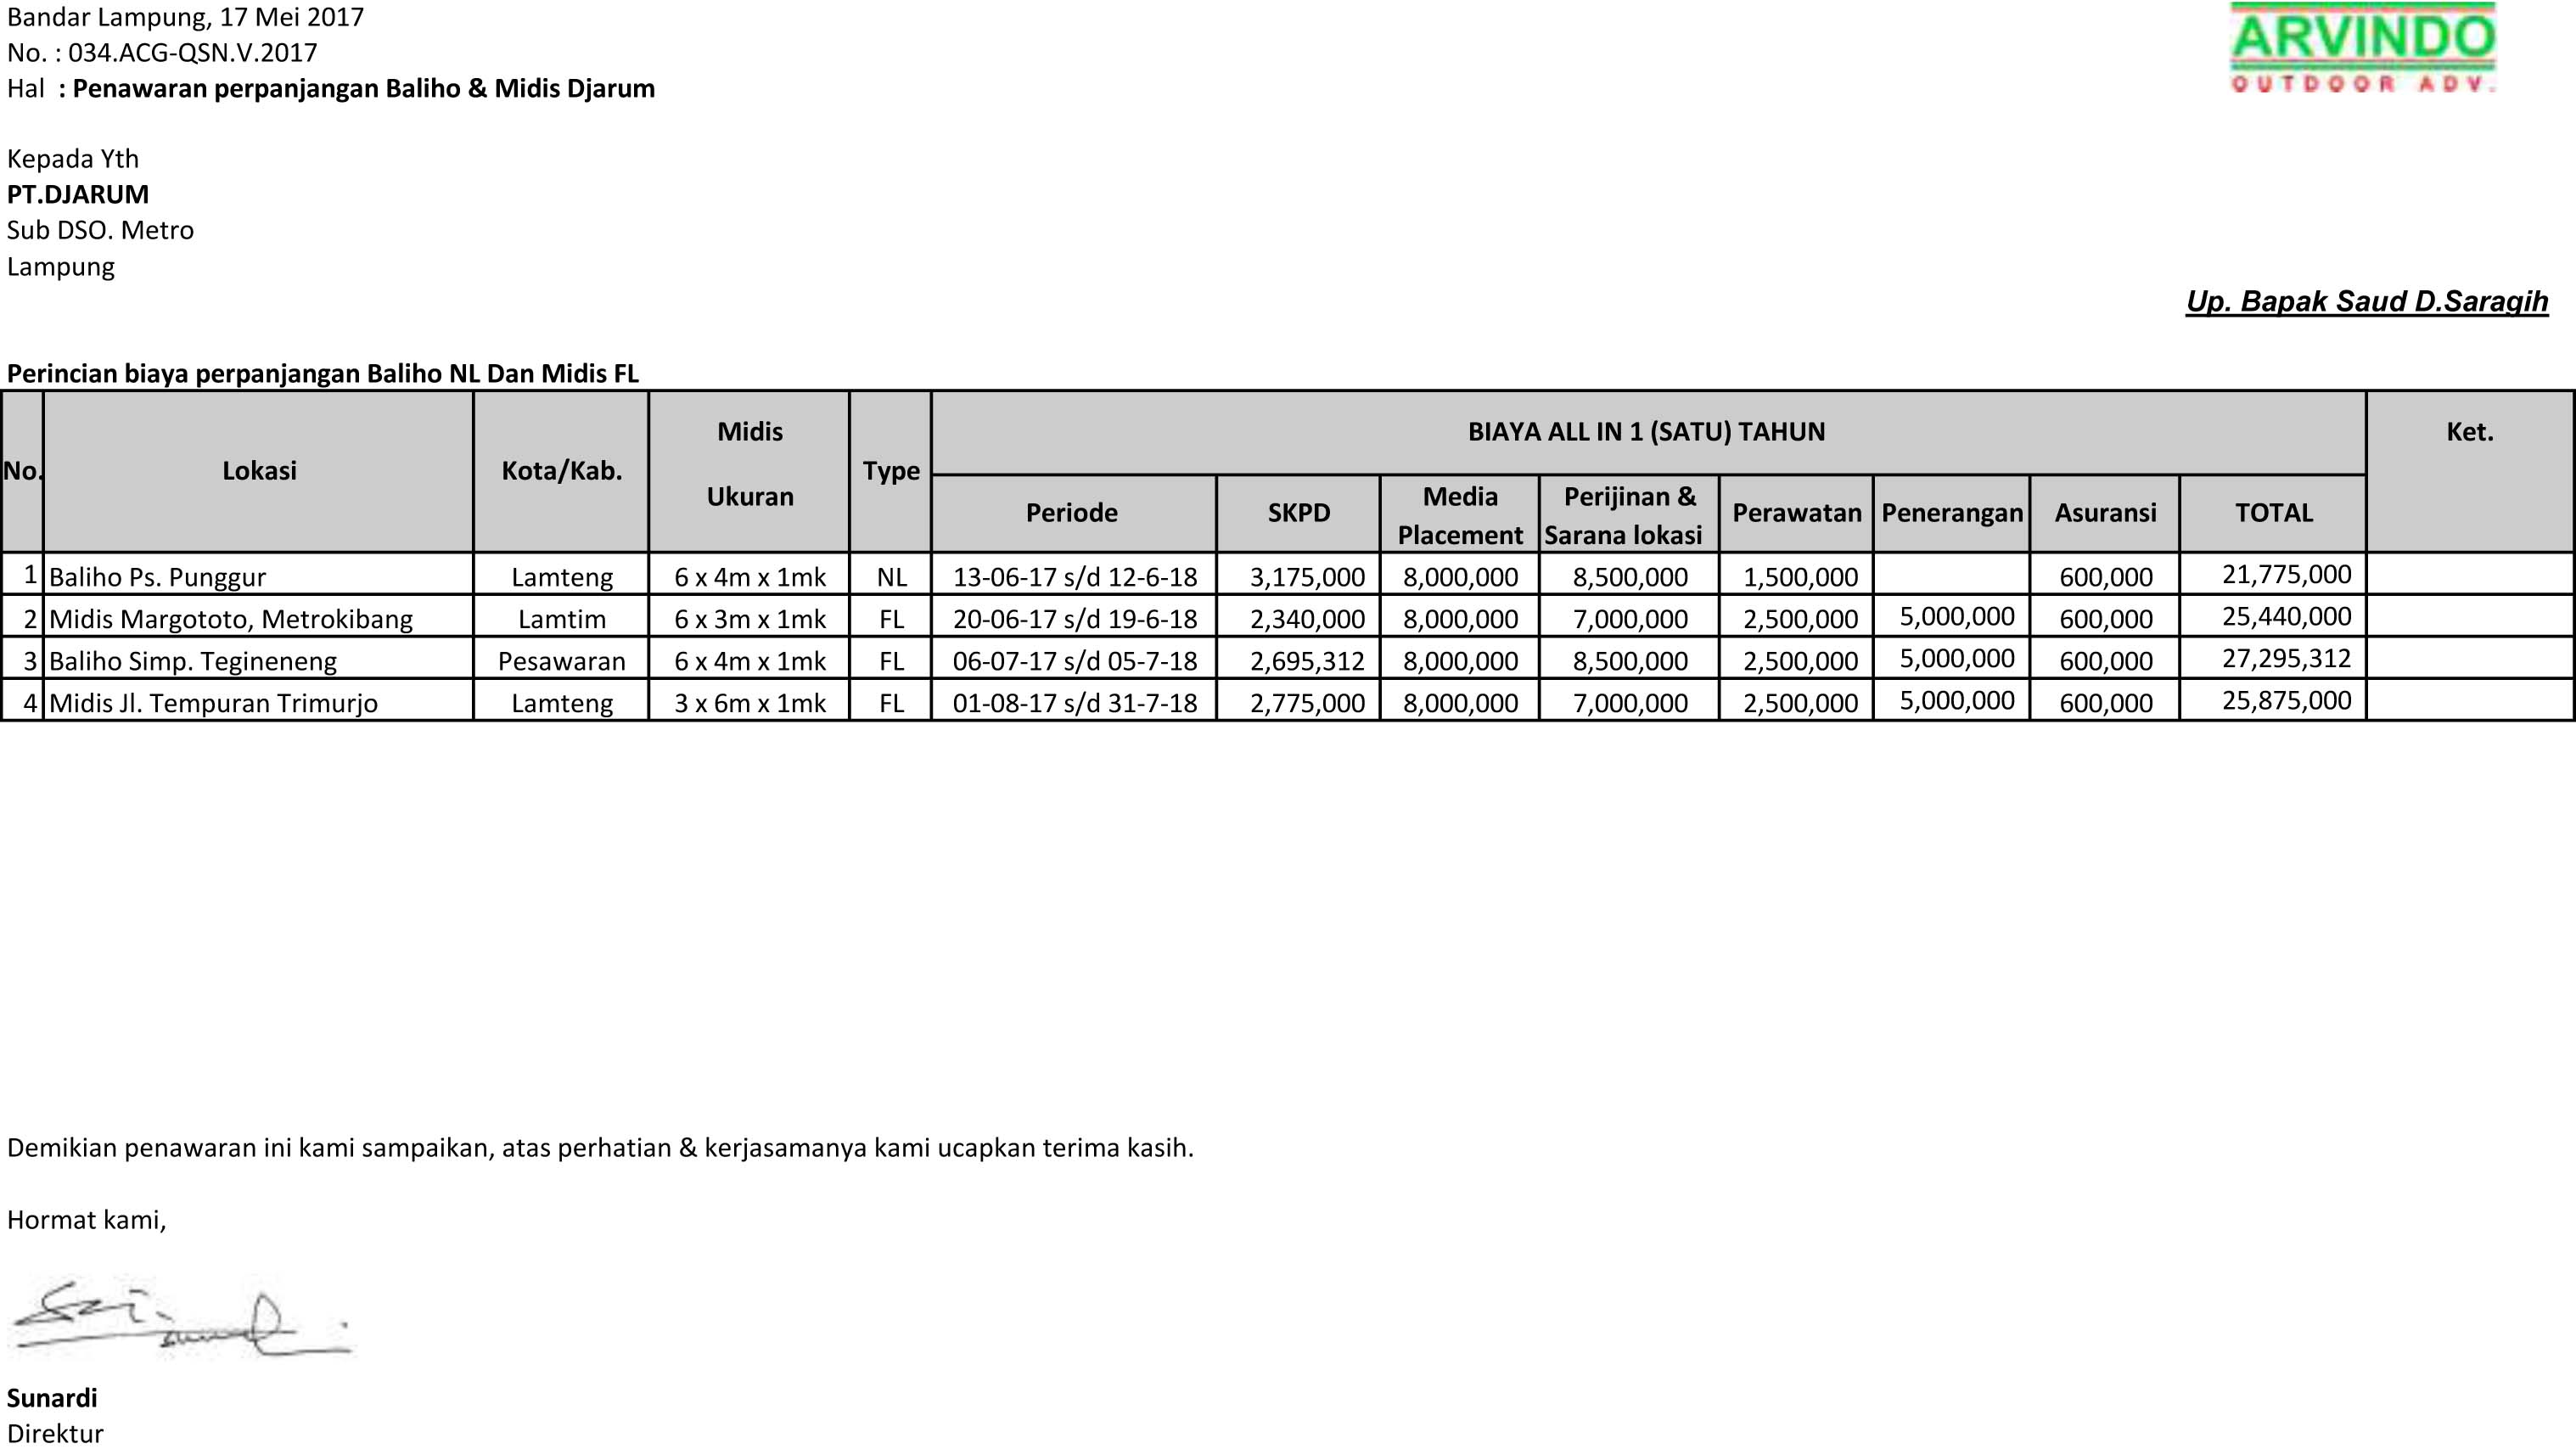 Bandar Lampung, 17 Mei 2017
No. : 034.ACG-QSN.V.2017
Hal : Penawaran perpanjangan Baliho & Midis Djarum
ARVINDO
OUTDOOR ADV.
Kepada Yth
PT.DJARUM
Sub DSO. Metro
Lampung
Up. Bapak Saud D.Saragih
Perincian biaya perpanjangan Baliho NL Dan Midis FL
No. Lokasi Kota/Kab. Midis Ukuran Type BIAYA ALL IN 1 (SATU) TAHUN Ket.
Periode SKPD Media Placement Perijinan & Sarana lokasi Perawatan Penerangan Asuransi TOTAL
1 Baliho Ps. Punggur Lamteng 6 x 4m x 1mk NL 13-06-17 s/d 12-6-18 3,175,000 8,000,000 8,500,000 1,500,000 600,000 21,775,000
2 Midis Margototo, Metrokibang Lamtim 6 x 3m x 1mk FL 20-06-17 s/d 19-6-18 2,340,000 8,000,000 7,000,000 2,500,000 5,000,000 600,000 25,440,000
3 Baliho Simp. Tegineneng Pesawaran 6 x 4m x 1mk FL 06-07-17 s/d 05-7-18 2,695,312 8,000,000 8,500,000 2,500,000 5,000,000 600,000 27,295,312
4 Midis Jl. Tempuran Trimurjo Lamteng 3 x 6m x 1mk FL 01-08-17 s/d 31-7-18 2,775,000 8,000,000 7,000,000 2,500,000 5,000,000 600,000 25,875,000
Demikian penawaran ini kami sampaikan, atas perhatian & kerjasamanya kami ucapkan terima kasih.
Hormat kami,
Sunardi
Direktur